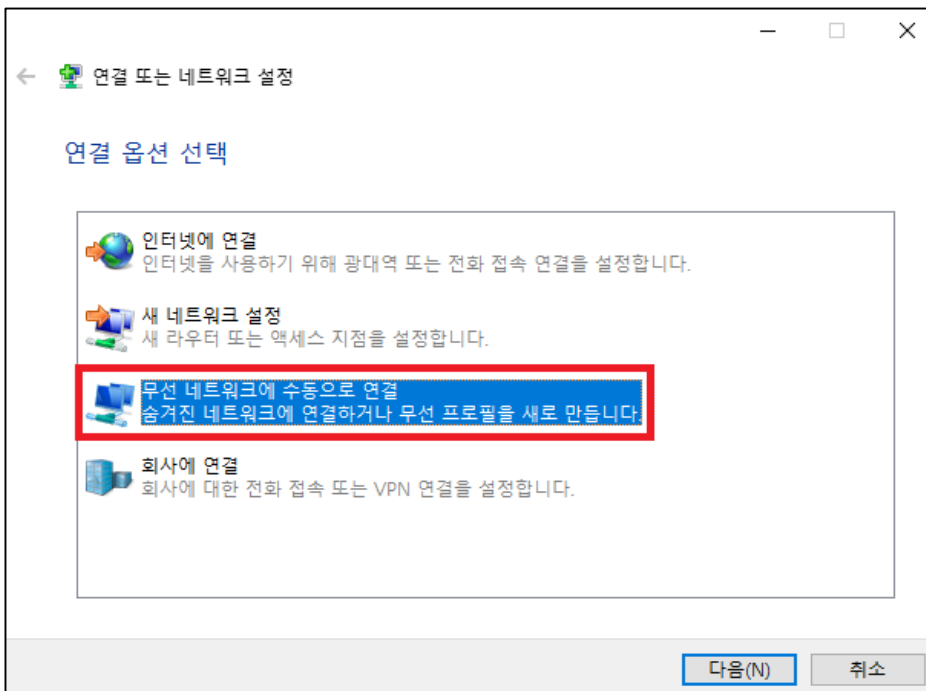 연결 또는 네트워크 설정
연결 옵션 선택
인터넷에 연결
인터넷을 사용하기 위해 광대역 또는 전화 접속 연결을 설정합니다.
새 네트워크 설정
새 라우터 또는 액세스 지점을 설정합니다.
무선 네트워크에 수동으로 연결
숨겨진 네트워크에 연결하거나 무선 프로필을 새로 만듭니다.
회사에 연결
회사에 대한 전화 접속 또는 VPN 연결을 설정합니다.
다음(N)
취소